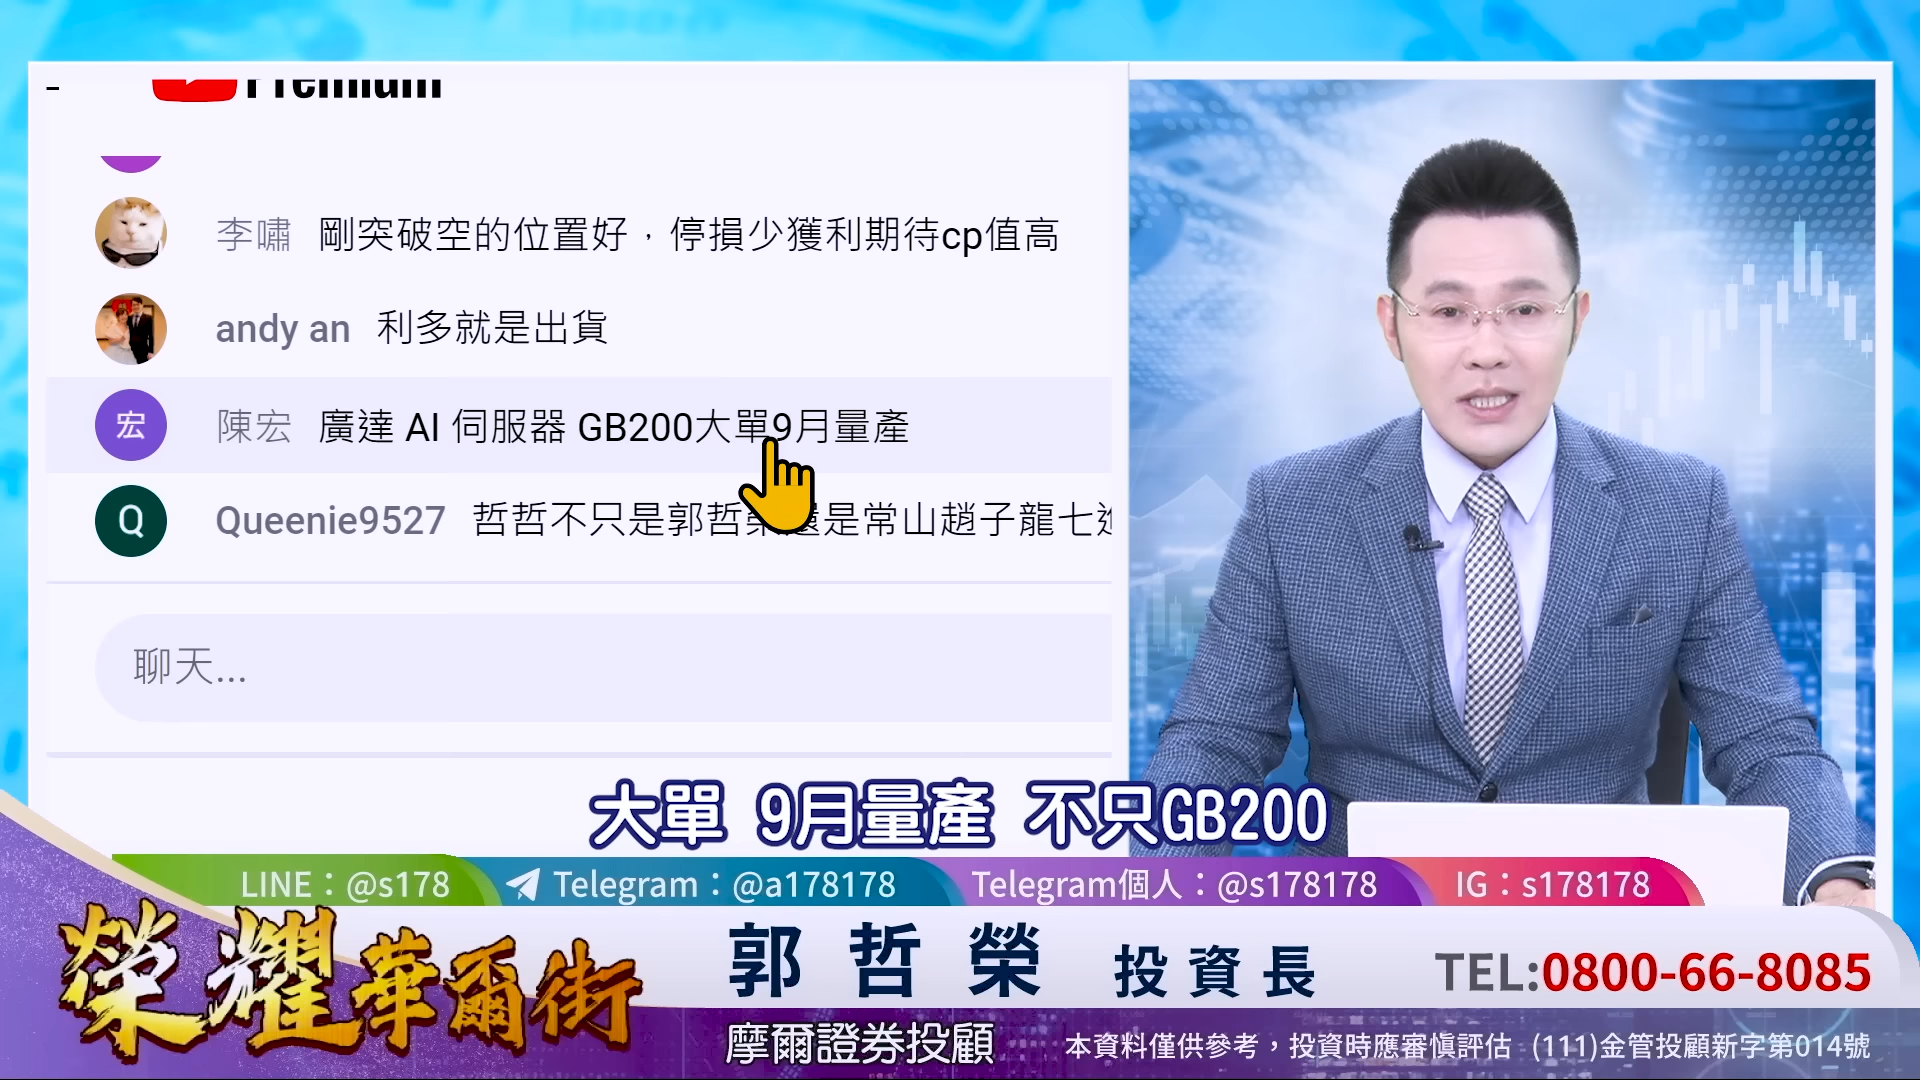 Premium
李嘯 剛突破空的位置好，停損少獲利期待cp值高
andy an 利多就是出貨
宏 陳宏 廣達 AI 伺服器 GB200大單9月量產
Q Queenie9527 哲哲不只是郭哲榮還是常山趙子龍七進
聊天...
大單 9月量產 不只GB200
LINE：@s178 Telegram：@a178178 Telegram個人：@s178178 IG：s178178
榮耀華爾街
郭哲榮 投資長 TEL:0800-66-8085
摩爾證券投顧 本資料僅供參考，投資時應審慎評估 (111)金管投顧新字第014號